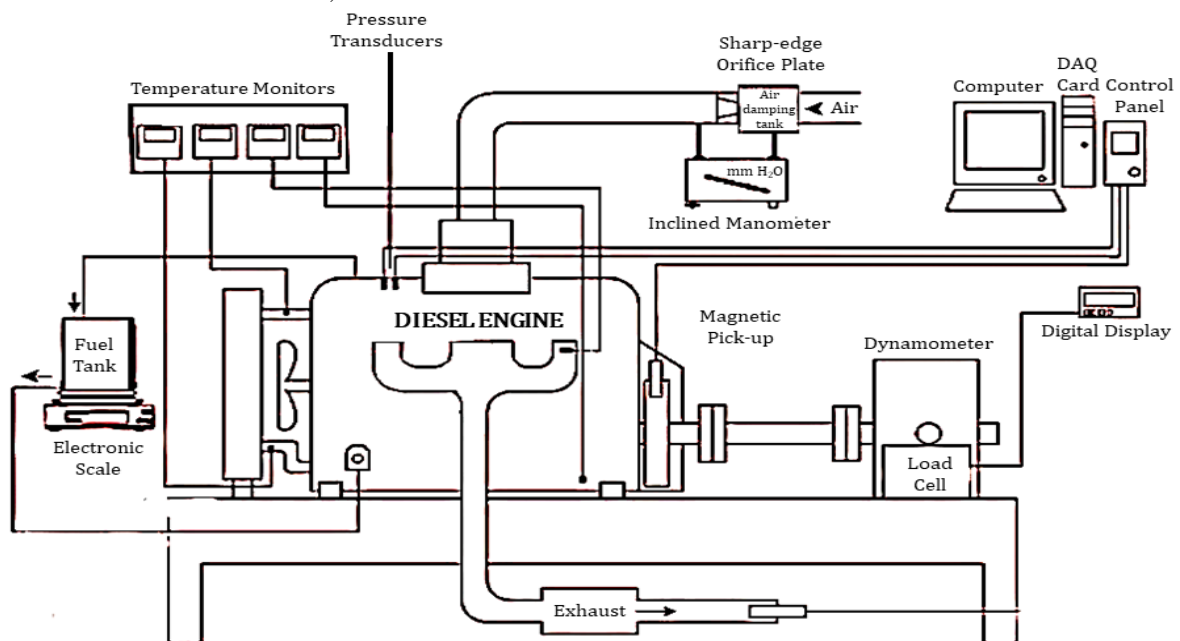 Pressure
Transducers
Sharp-edge
Orifice Plate
Temperature Monitors
Air
damping
tank
Air
Computer
DAQ
Card
Control
Panel
mm H₂O
Inclined Manometer
DIESEL ENGINE
Magnetic
Pick-up
Digital Display
Dynamometer
Fuel
Tank
Electronic
Scale
Load
Cell
Exhaust